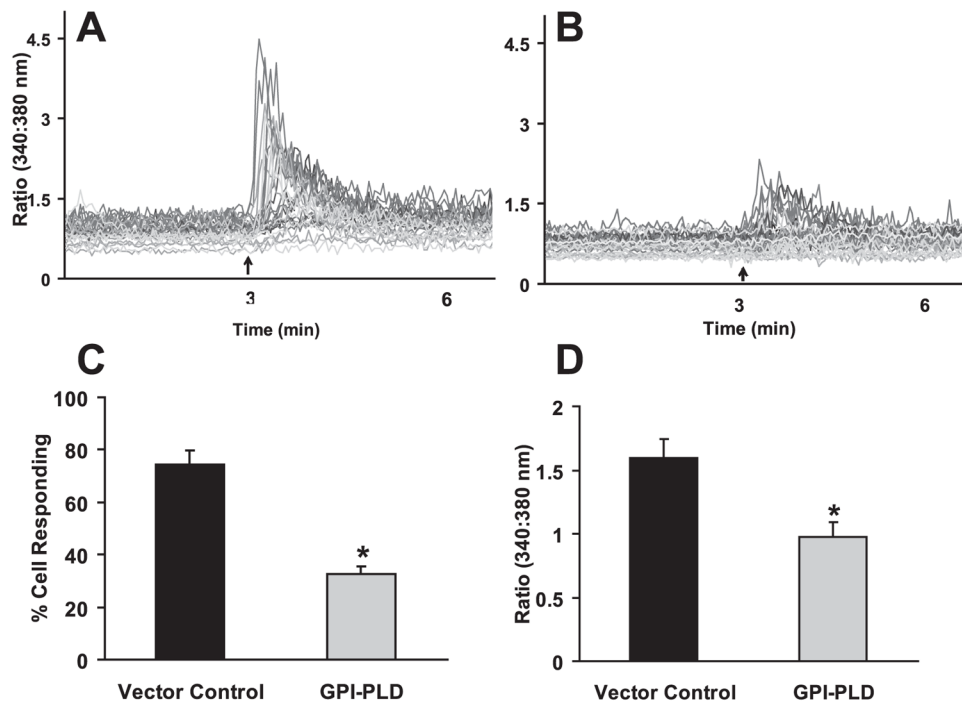 A
B
4.5
3
1.5
0
Ratio (340:380 nm)
3
6
Time (min)
4.5
3
1.5
0
3
6
Time (min)
C
D
100
80
60
40
20
0
% Cell Responding
*
Vector Control
GPI-PLD
2
1.5
1
0.5
0
Ratio (340:380 nm)
*
Vector Control
GPI-PLD